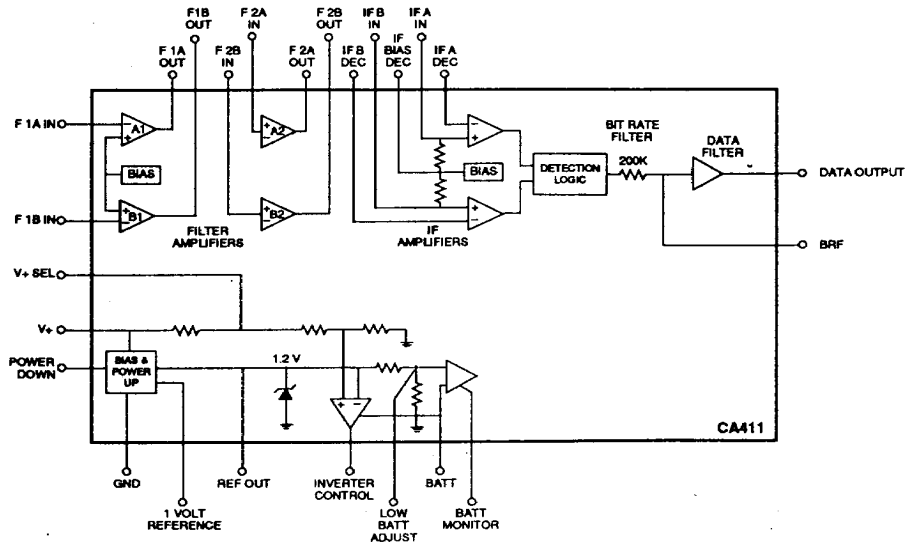 F1B OUT
F 2A IN
F 2B OUT
IF B IN
IF A IN
F 1A OUT
F 2B IN
F 2A OUT
IF B DEC
IF BIAS DEC
IF A DEC
F 1A IN
A1
+
−
A2
+
−
−
+
BIT RATE FILTER
DATA FILTER
BIAS
BIAS
DETECTION LOGIC
200K
DATA OUTPUT
F 1B IN
B1
+
−
B2
+
−
+
−
FILTER AMPLIFIERS
IF AMPLIFIERS
BRF
V+ SEL
V+
POWER DOWN
BIAS & POWER UP
1.2 V
+ −
CA411
GND
REF OUT
INVERTER CONTROL
BATT
1 VOLT REFERENCE
LOW BATT ADJUST
BATT MONITOR